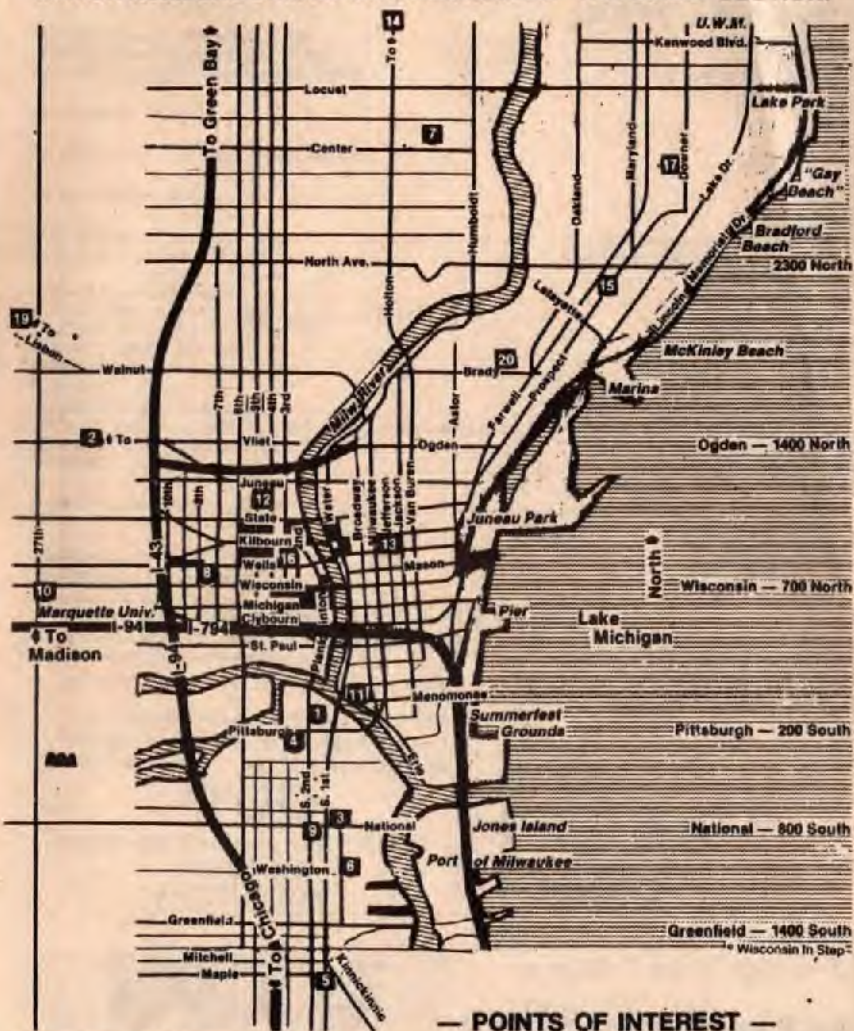 U.W.M.
14
Kenwood Blvd.
To
To Green Bay
Locust
Lake Park
7
Center
Maryland
17
Downer
Oakland
Humboldt
Lake Dr.
"Gay
Beach"
Bradford
Beach
North Ave.
2300 North
Holton
Lafayette
15
Lincoln Memorial Dr.
19
To
Lisbon
McKinley Beach
Walnut
20
Brady
Marina
7th
6th
5th
4th
3rd
Milw. River
Astor
Farwell
Prospect
2
To
Vliet
Ogden
Ogden — 1400 North
Juneau
10th
8th
12
Water
Broadway
Milwaukee
Jefferson
Jackson
Van Buren
State
2nd
Juneau Park
Kilbourn
13
27th
I-43
Wells
Mason
North
10
Wisconsin
Wisconsin — 700 North
Marquette Univ.
Michigan
Clybourn
Pier
Lake
Michigan
I-94
I-794
To
Madison
St. Paul
I-94
11
Menomonee
1
Summerfest
Grounds
Pittsburgh
Pittsburgh — 200 South
4
Erie
S. 2nd
S. 1st
3
9
National
Jones Island
National — 800 South
6
Washington
Port of Milwaukee
Greenfield
Greenfield — 1400 South
Wisconsin In Step
To Chicago
Mitchell
Maple
5
Kinnickinnic
— POINTS OF INTEREST —